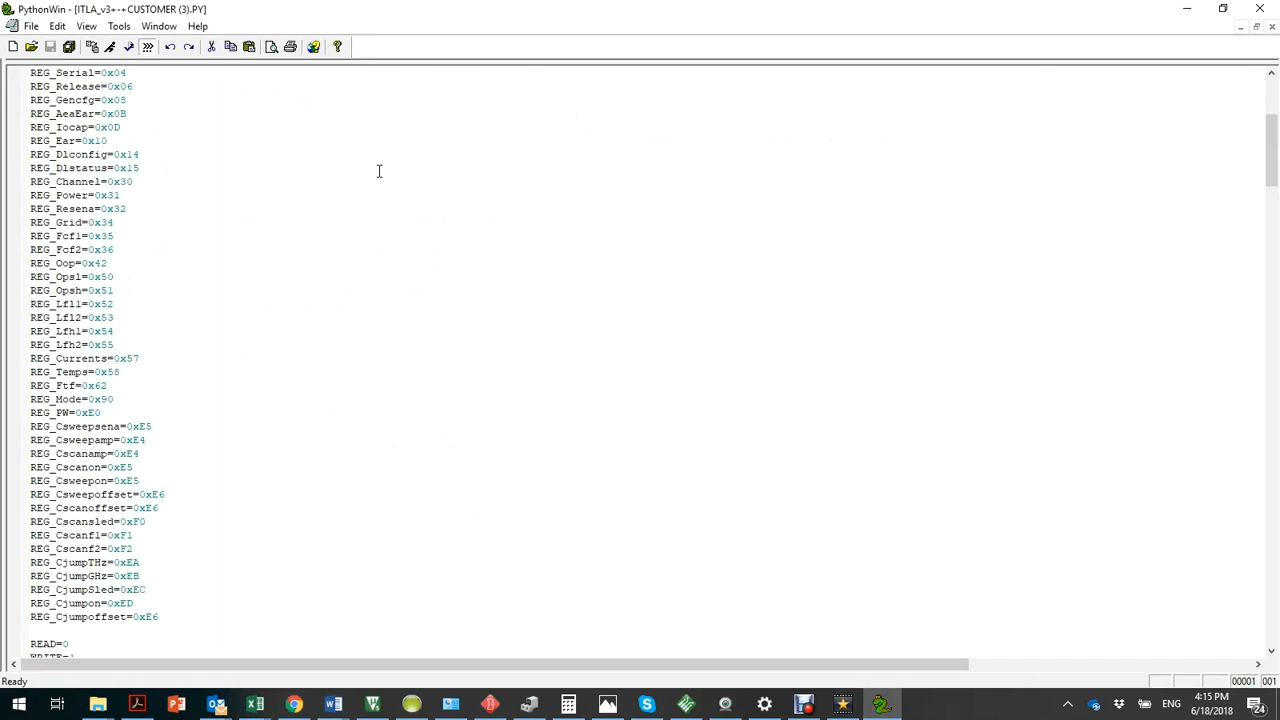 PythonWin - [ITLA_v3+-+CUSTOMER (3).PY]
File Edit View Tools Window Help
REG_Serial=0x04
REG_Release=0x06
REG_Gencfg=0x08
REG_AeaEar=0x0B
REG_Iocap=0x0D
REG_Ear=0x10
REG_Dlconfig=0x14
REG_Dlstatus=0x15
REG_Channel=0x30
REG_Power=0x31
REG_Resena=0x32
REG_Grid=0x34
REG_Fcf1=0x35
REG_Fcf2=0x36
REG_Oop=0x42
REG_Opsl=0x50
REG_Opsh=0x51
REG_Lfl1=0x52
REG_Lfl2=0x53
REG_Lfh1=0x54
REG_Lfh2=0x55
REG_Currents=0x57
REG_Temps=0x58
REG_Ftf=0x62
REG_Mode=0x90
REG_PW=0xE0
REG_Csweepsena=0xE5
REG_Csweepamp=0xE4
REG_Cscanamp=0xE4
REG_Cscanon=0xE5
REG_Csweepon=0xE5
REG_Csweepoffset=0xE6
REG_Cscanoffset=0xE6
REG_Cscansled=0xF0
REG_Cscanf1=0xF1
REG_Cscanf2=0xF2
REG_CjumpTHz=0xEA
REG_CjumpGHz=0xEB
REG_CjumpSled=0xEC
REG_Cjumpon=0xED
REG_Cjumpoffset=0xE6
READ=0
WRITE=1
Ready
00001 001
ENG
4:15 PM
6/18/2018
24